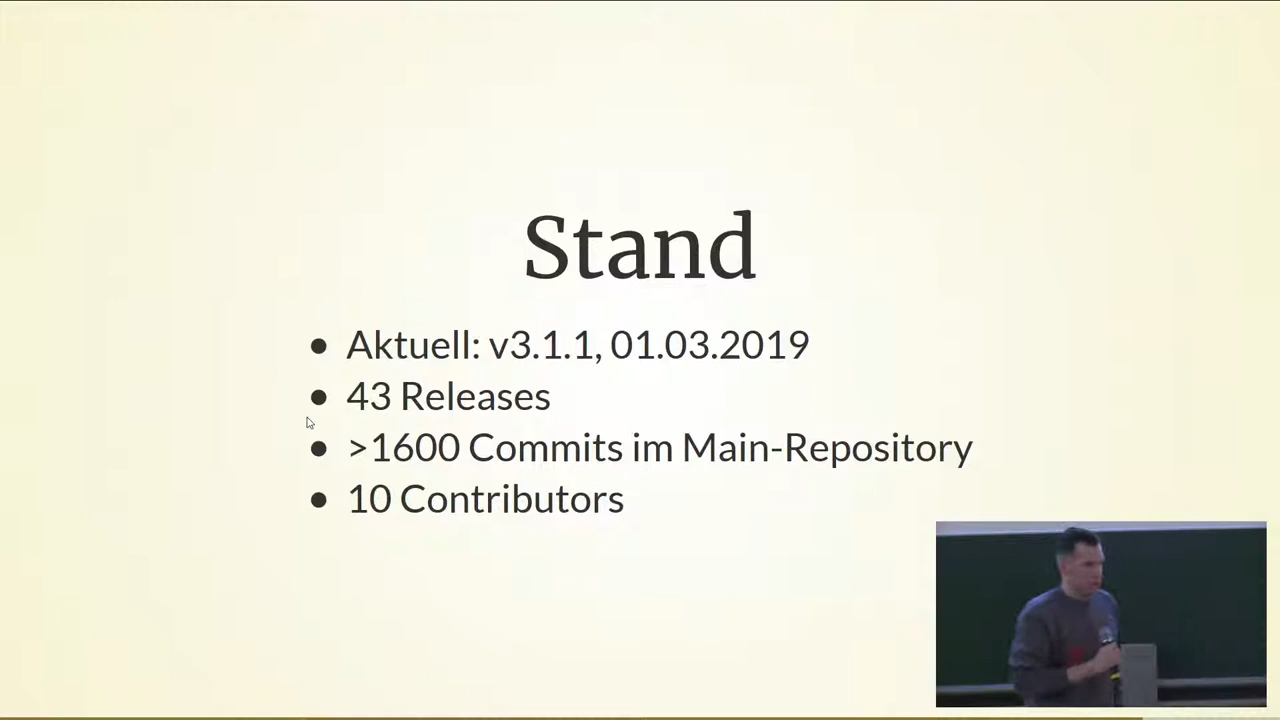 Stand
Aktuell: v3.1.1, 01.03.2019
43 Releases
>1600 Commits im Main-Repository
10 Contributors